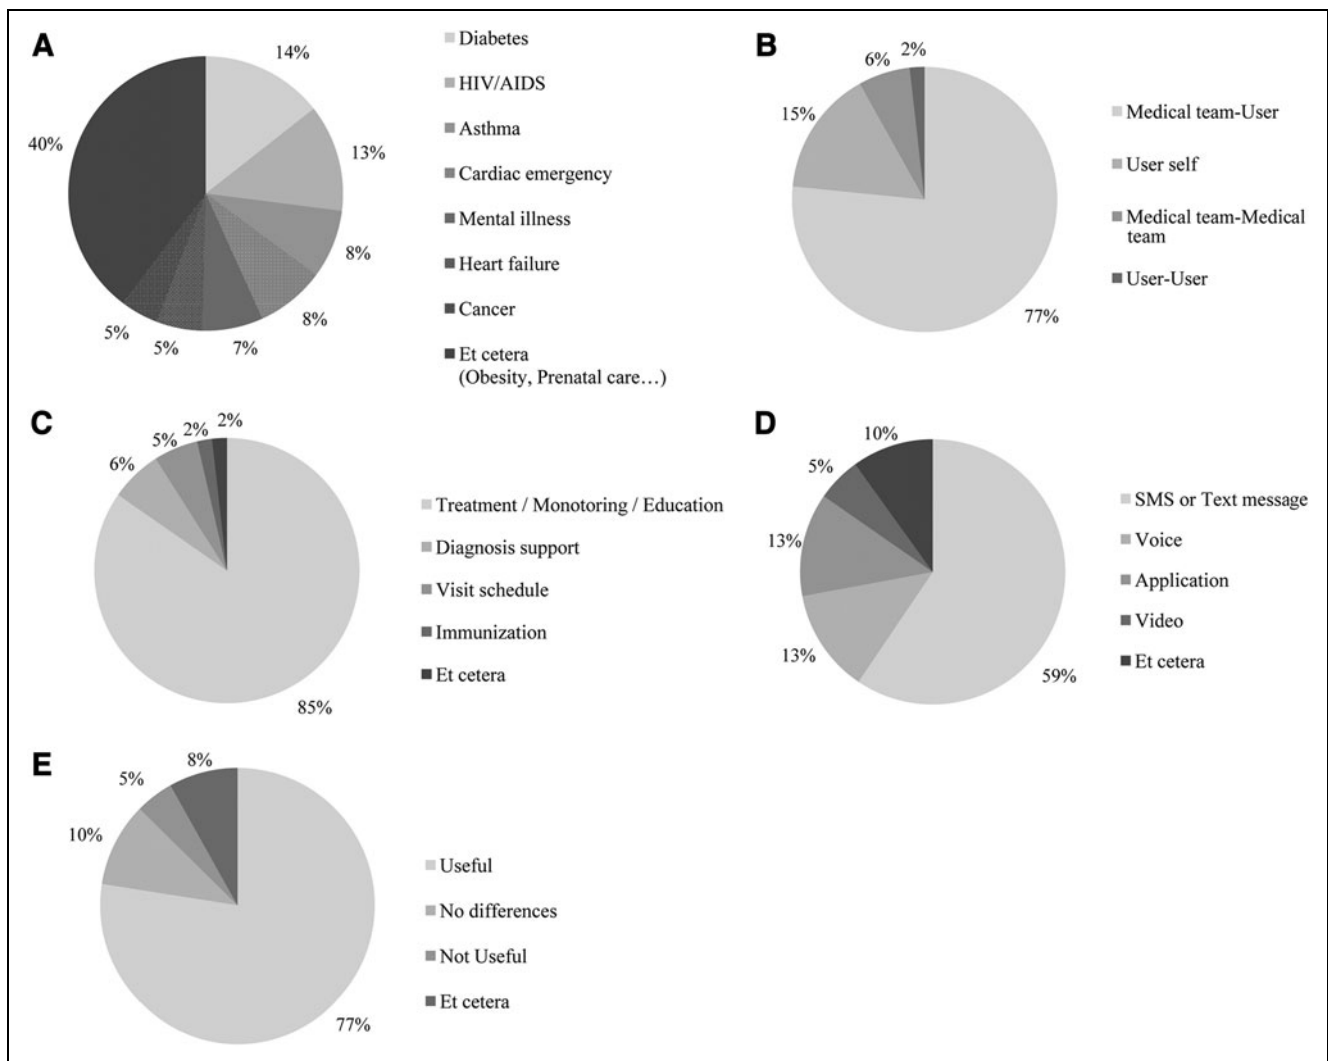 A
14%
13%
8%
8%
7%
5%
5%
40%
Diabetes
HIV/AIDS
Asthma
Cardiac emergency
Mental illness
Heart failure
Cancer
Et cetera
(Obesity, Prenatal care…)
B
2%
6%
15%
77%
Medical team-User
User self
Medical team-Medical
team
User-User
C
2%
2%
5%
6%
85%
Treatment / Monotoring / Education
Diagnosis support
Visit schedule
Immunization
Et cetera
D
10%
5%
13%
13%
59%
SMS or Text message
Voice
Application
Video
Et cetera
E
8%
5%
10%
77%
Useful
No differences
Not Useful
Et cetera